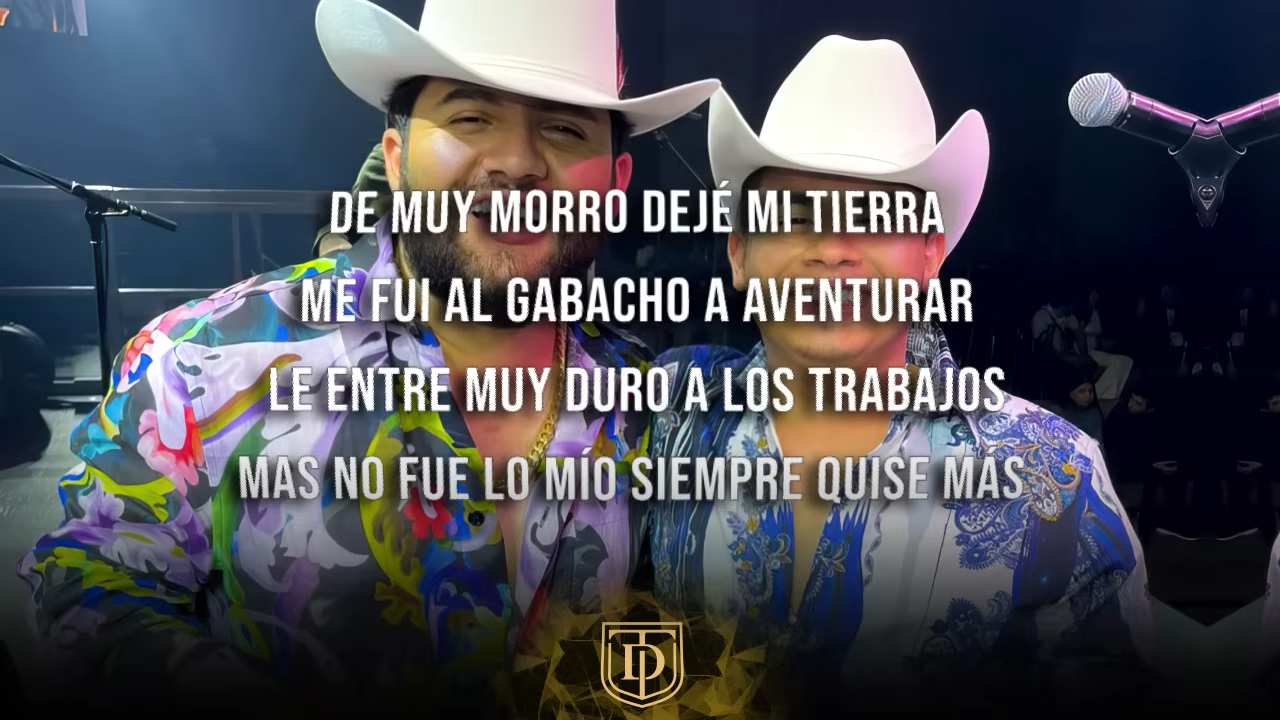 DE MUY MORRO DEJÉ MI TIERRA
ME FUI AL GABACHO A AVENTURAR
LE ENTRE MUY DURO A LOS TRABAJOS
MAS NO FUE LO MÍO SIEMPRE QUISE MÁS